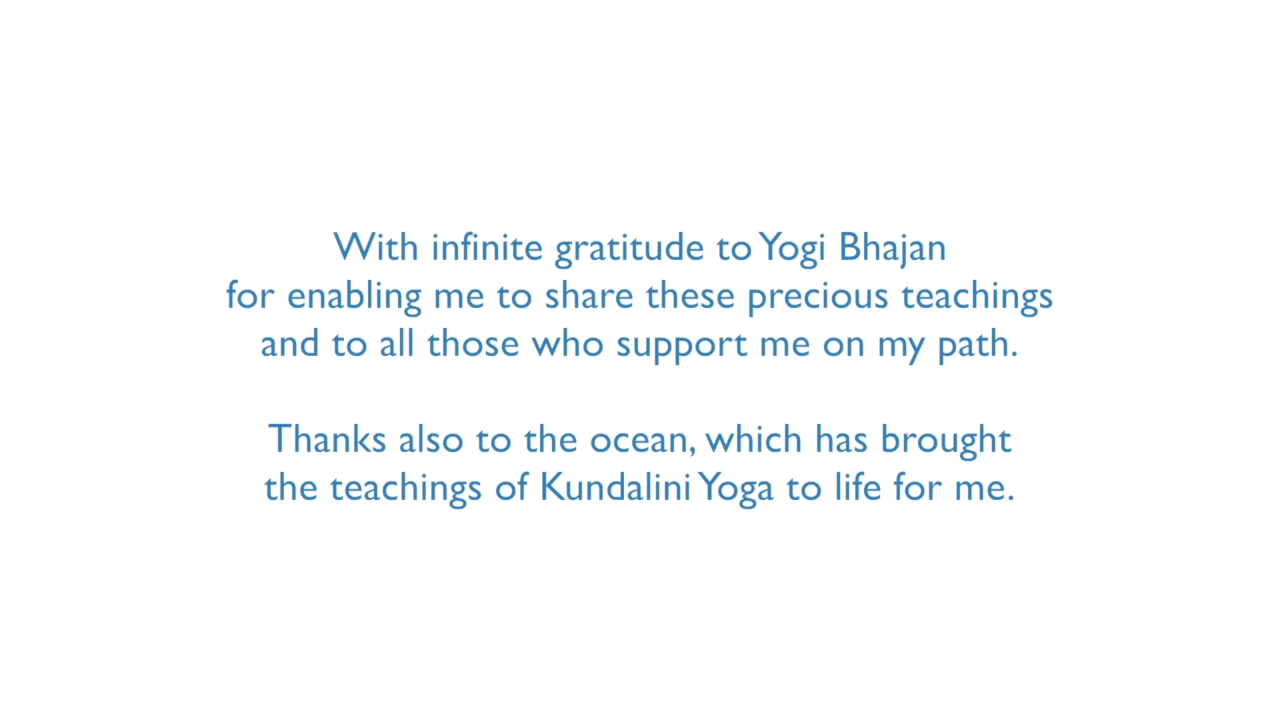 With infinite gratitude to Yogi Bhajan
for enabling me to share these precious teachings
and to all those who support me on my path.
Thanks also to the ocean, which has brought
the teachings of Kundalini Yoga to life for me.